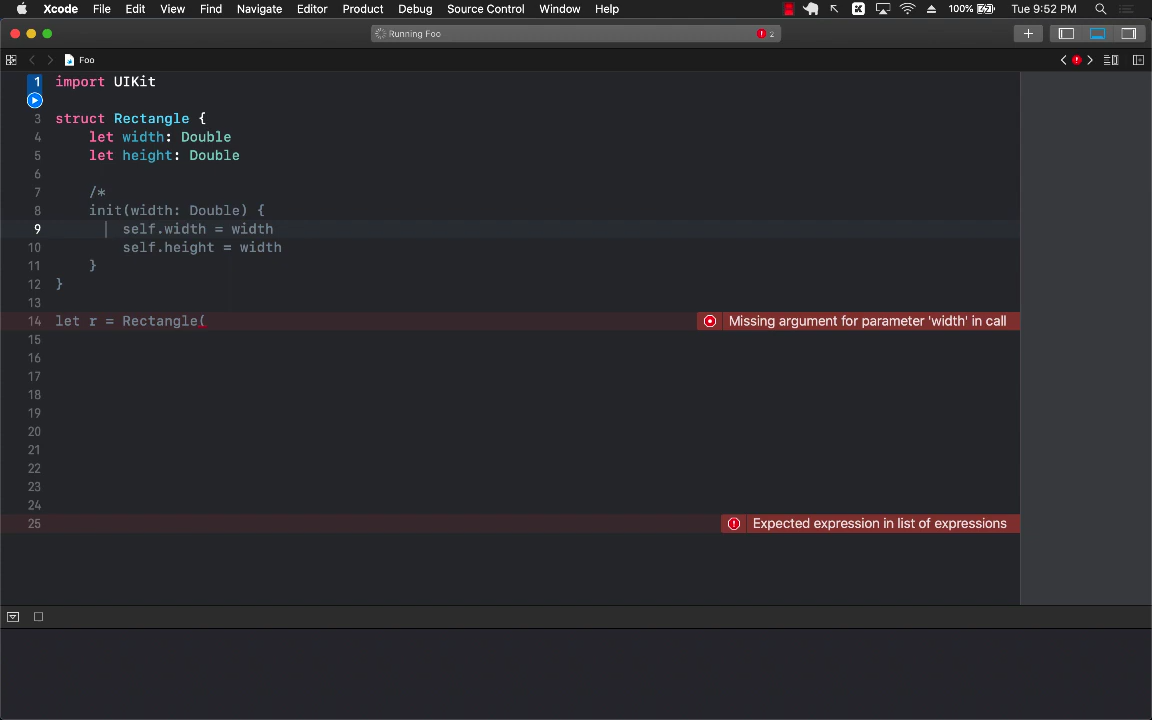 Xcode File Edit View Find Navigate Editor Product Debug Source Control Window Help 100% Tue 9:52 PM
Running Foo 2
Foo
1 import UIKit
3 struct Rectangle {
4 let width: Double
5 let height: Double
6
7 /*
8 init(width: Double) {
9 self.width = width
10 self.height = width
11 }
12 }
13
14 let r = Rectangle( Missing argument for parameter 'width' in call
15
16
17
18
19
20
21
22
23
24
25 Expected expression in list of expressions